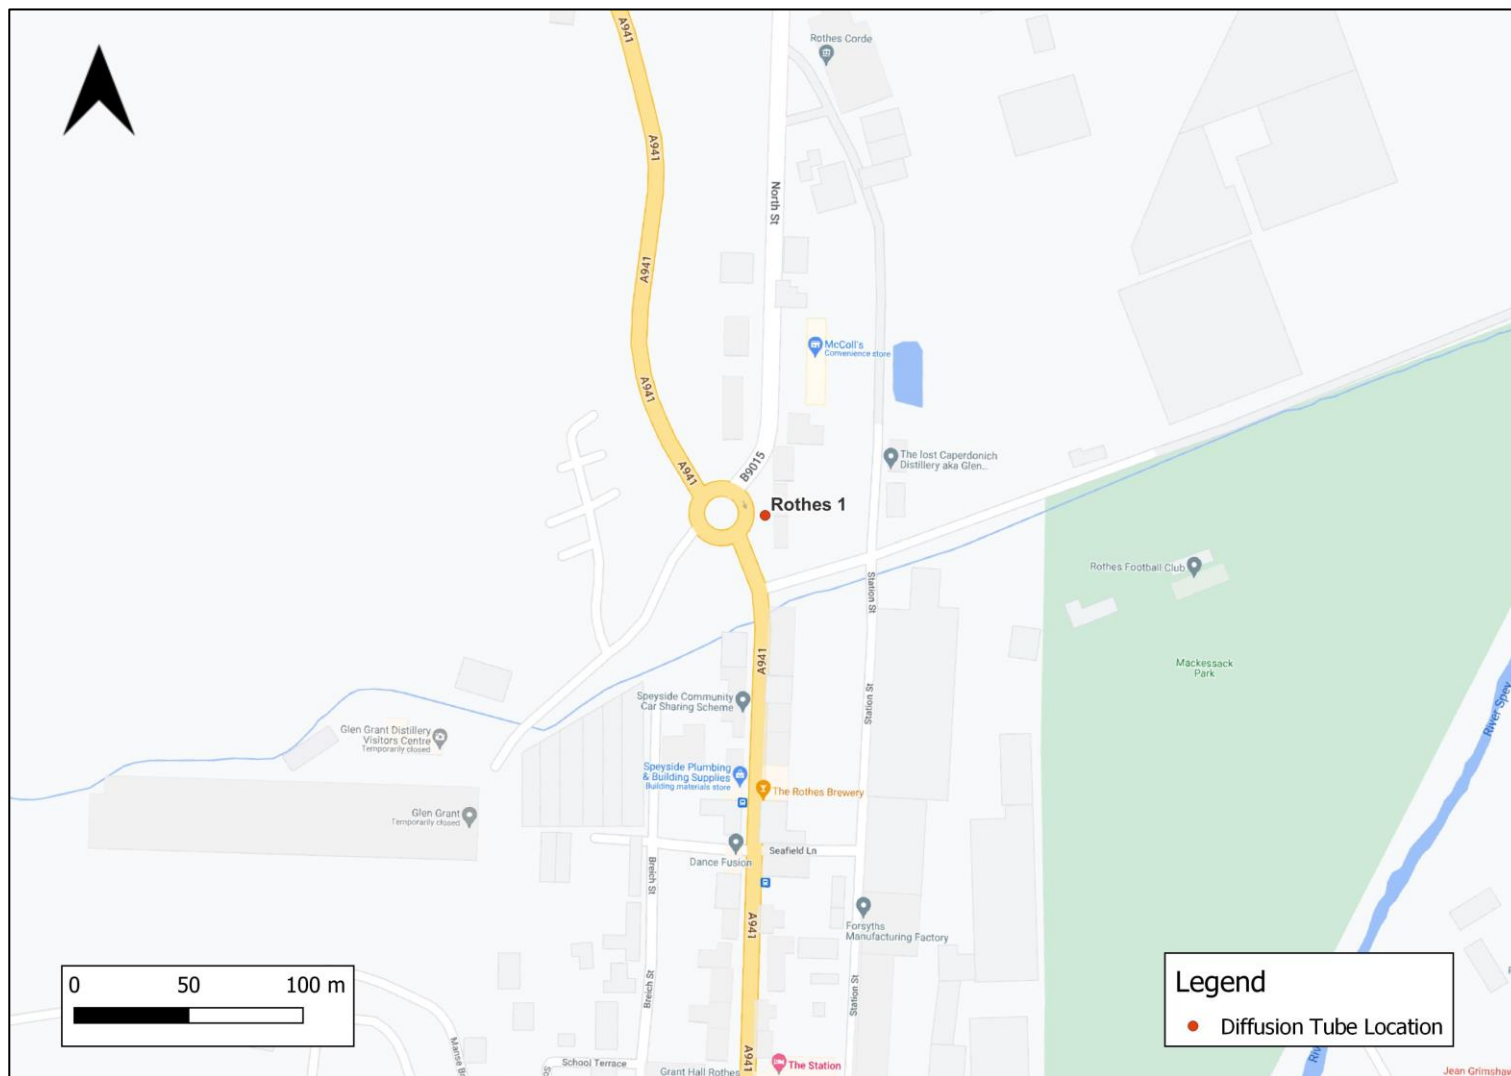 A941
Rothes Corde
A941
North St
A941
McColl's
Convenience store
A941
A941
B9015
The lost Caperdonich
Distillery aka Glen...
Rothes 1
Rothes Football Club
Station St
A941
Mackessack
Park
Speyside Community
Car Sharing Scheme
Station St
River Spey
Glen Grant Distillery
Visitors Centre
Temporarily closed
Speyside Plumbing
& Building Supplies
Building materials store
The Rothes Brewery
Glen Grant
Temporarily closed
Seafield Ln
Dance Fusion
Breich St
A941
Forsyths
Manufacturing Factory
Breich St
Station St
0 50 100 m
Legend
Diffusion Tube Location
School Terrace
A941
The Station
Grant Hall Rothes
Jean Grimshaw